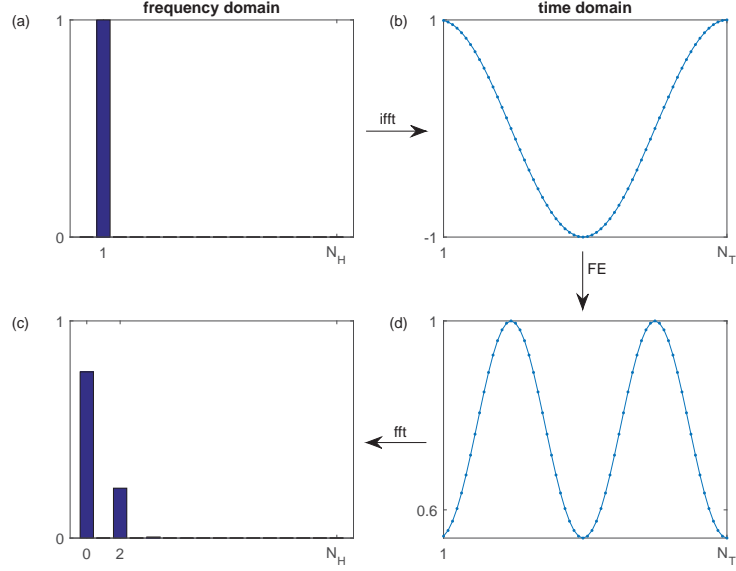 frequency domain
time domain
(a)
1
0
1
N_H
ifft
(b)
1
-1
1
N_T
FE
(c)
1
0
0
2
N_H
fft
(d)
1
0.6
1
N_T